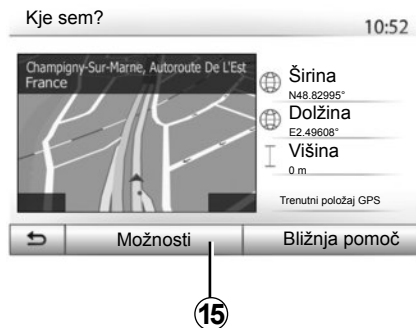 Kje sem?
10:52
Champigny-Sur-Marne, Autoroute De L'Est
France
Širina
N48.82995°
Dolžina
E2.49608°
Višina
0 m
Trenutni položaj GPS
Možnosti
Bližnja pomoč
15